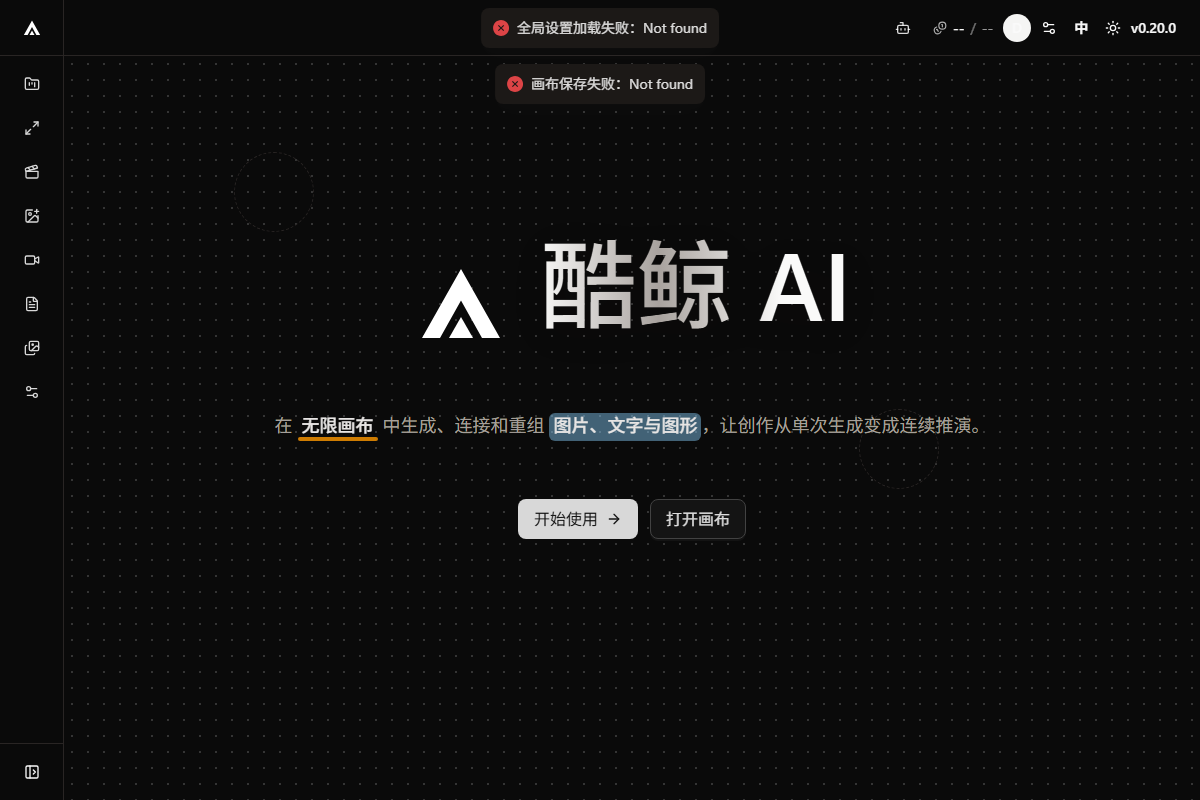 全局设置加载失败：Not found
-- / --
中
v0.20.0
画布保存失败：Not found
酷鲸 AI
在 无限画布 中生成、连接和重组 图片、文字与图形，让创作从单次生成变成连续推演。
开始使用 →
打开画布